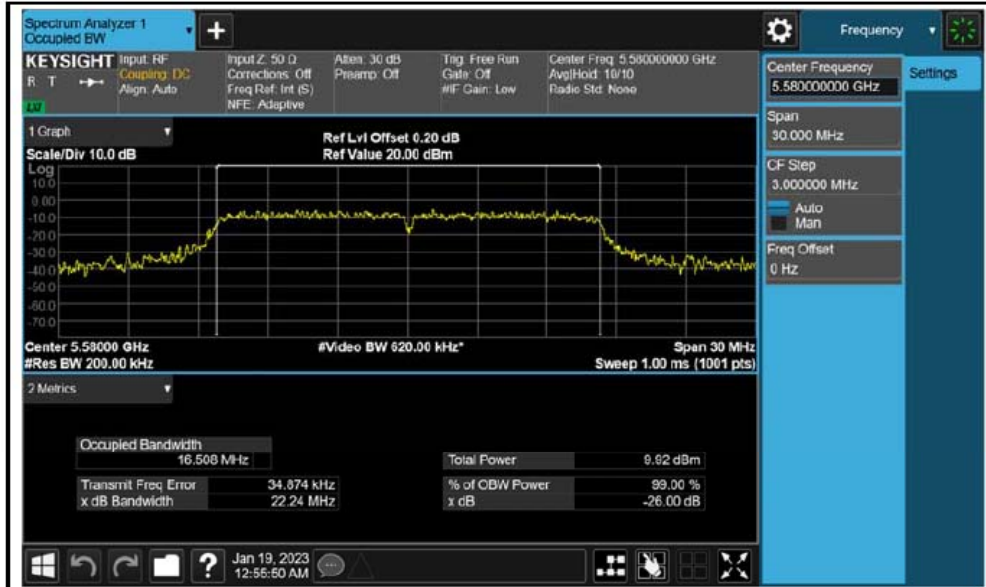 Spectrum Analyzer 1
Occupied BW
Frequency
KEYSIGHT
R T
LXI
Input: RF
Coupling: DC
Align: Auto
Input Z: 50 Ω
Corrections: Off
Freq Ref: Int (S)
NFE: Adaptive
Atten: 30 dB
Preamp: Off
Trig: Free Run
Gate: Off
#IF Gain: Low
Center Freq: 5.580000000 GHz
Avg|Hold: 10/10
Radio Std: None
Center Frequency
5.580000000 GHz
Settings
Span
30.000 MHz
CF Step
3.000000 MHz
Auto
Man
Freq Offset
0 Hz
1 Graph
Scale/Div 10.0 dB
Ref Lvl Offset 0.20 dB
Ref Value 20.00 dBm
Log
10.0
0.00
-10.0
-20.0
-30.0
-40.0
-50.0
-60.0
-70.0
Center 5.58000 GHz
#Video BW 620.00 kHz*
Span 30 MHz
#Res BW 200.00 kHz
Sweep 1.00 ms (1001 pts)
2 Metrics
Occupied Bandwidth
16.508 MHz
Total Power 9.92 dBm
Transmit Freq Error 34.874 kHz
% of OBW Power 99.00 %
x dB Bandwidth 22.24 MHz
x dB -26.00 dB
?
Jan 19, 2023
12:55:50 AM